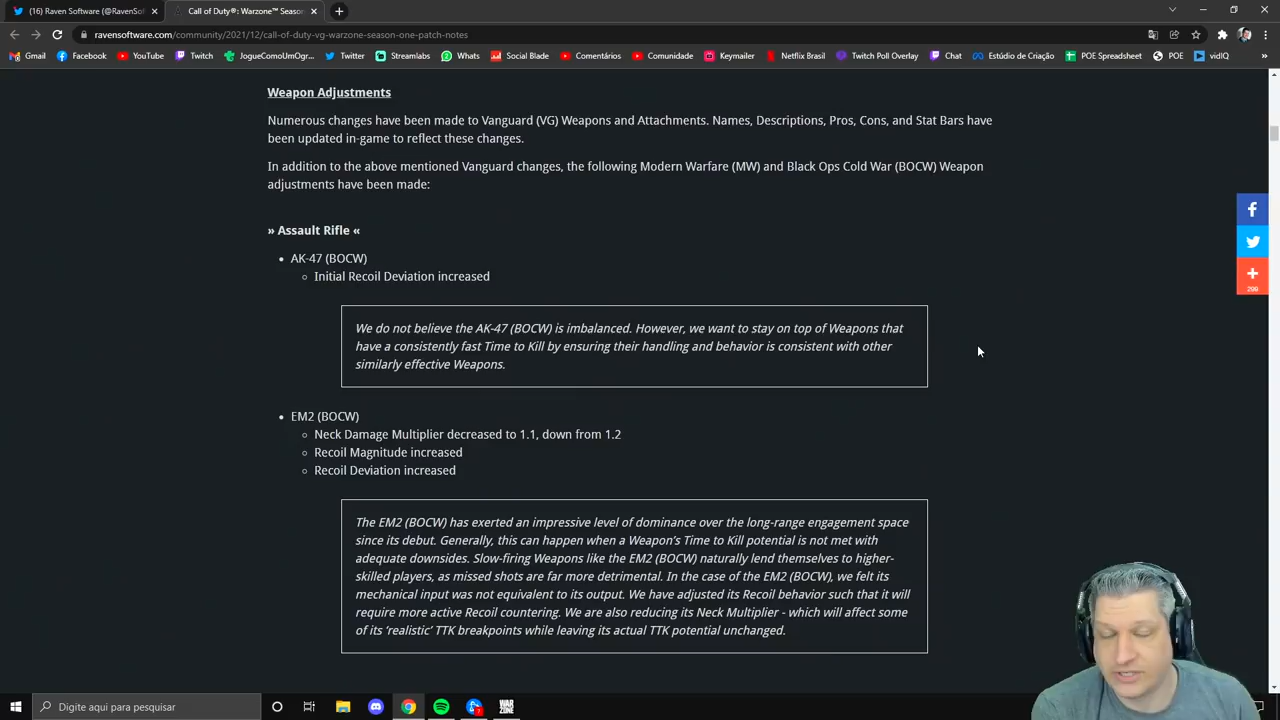 (16) Raven Software (@RavenSof
Call of Duty®: Warzone™ Season
ravensoftware.com/community/2021/12/call-of-duty-vg-warzone-season-one-patch-notes
Gmail Facebook YouTube Twitch JogueComoUmOgr... Twitter Streamlabs Whats Social Blade Comentários Comunidade Keymailer Netflix Brasil Twitch Poll Overlay Chat Estúdio de Criação POE Spreadsheet POE vidIQ
Weapon Adjustments
Numerous changes have been made to Vanguard (VG) Weapons and Attachments. Names, Descriptions, Pros, Cons, and Stat Bars have
been updated in-game to reflect these changes.
In addition to the above mentioned Vanguard changes, the following Modern Warfare (MW) and Black Ops Cold War (BOCW) Weapon
adjustments have been made:
» Assault Rifle «
AK-47 (BOCW)
Initial Recoil Deviation increased
We do not believe the AK-47 (BOCW) is imbalanced. However, we want to stay on top of Weapons that
have a consistently fast Time to Kill by ensuring their handling and behavior is consistent with other
similarly effective Weapons.
EM2 (BOCW)
Neck Damage Multiplier decreased to 1.1, down from 1.2
Recoil Magnitude increased
Recoil Deviation increased
The EM2 (BOCW) has exerted an impressive level of dominance over the long-range engagement space
since its debut. Generally, this can happen when a Weapon's Time to Kill potential is not met with
adequate downsides. Slow-firing Weapons like the EM2 (BOCW) naturally lend themselves to higher-
skilled players, as missed shots are far more detrimental. In the case of the EM2 (BOCW), we felt its
mechanical input was not equivalent to its output. We have adjusted its Recoil behavior such that it will
require more active Recoil countering. We are also reducing its Neck Multiplier - which will affect some
of its 'realistic' TTK breakpoints while leaving its actual TTK potential unchanged.
299
Digite aqui para pesquisar
WAR
ZONE